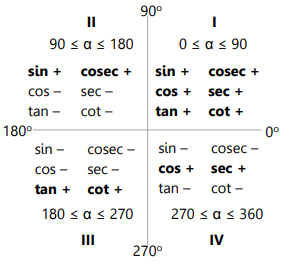 90º
II
90 ≤ α ≤ 180
sin + cosec +
cos – sec –
tan – cot –
I
0 ≤ α ≤ 90
sin + cosec +
cos + sec +
tan + cot +
180º
0º
sin – cosec –
cos – sec –
tan + cot +
180 ≤ α ≤ 270
III
sin – cosec –
cos + sec +
tan – cot –
270 ≤ α ≤ 360
IV
270º